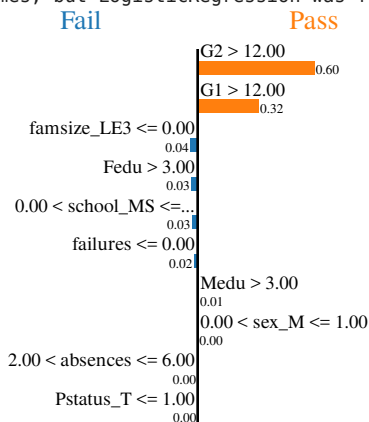 Fail Pass
G2 > 12.00
0.60
G1 > 12.00
0.32
famsize_LE3 <= 0.00
0.04
Fedu > 3.00
0.03
0.00 < school_MS <=...
0.03
failures <= 0.00
0.02
Medu > 3.00
0.01
0.00 < sex_M <= 1.00
0.00
2.00 < absences <= 6.00
0.00
Pstatus_T <= 1.00
0.00